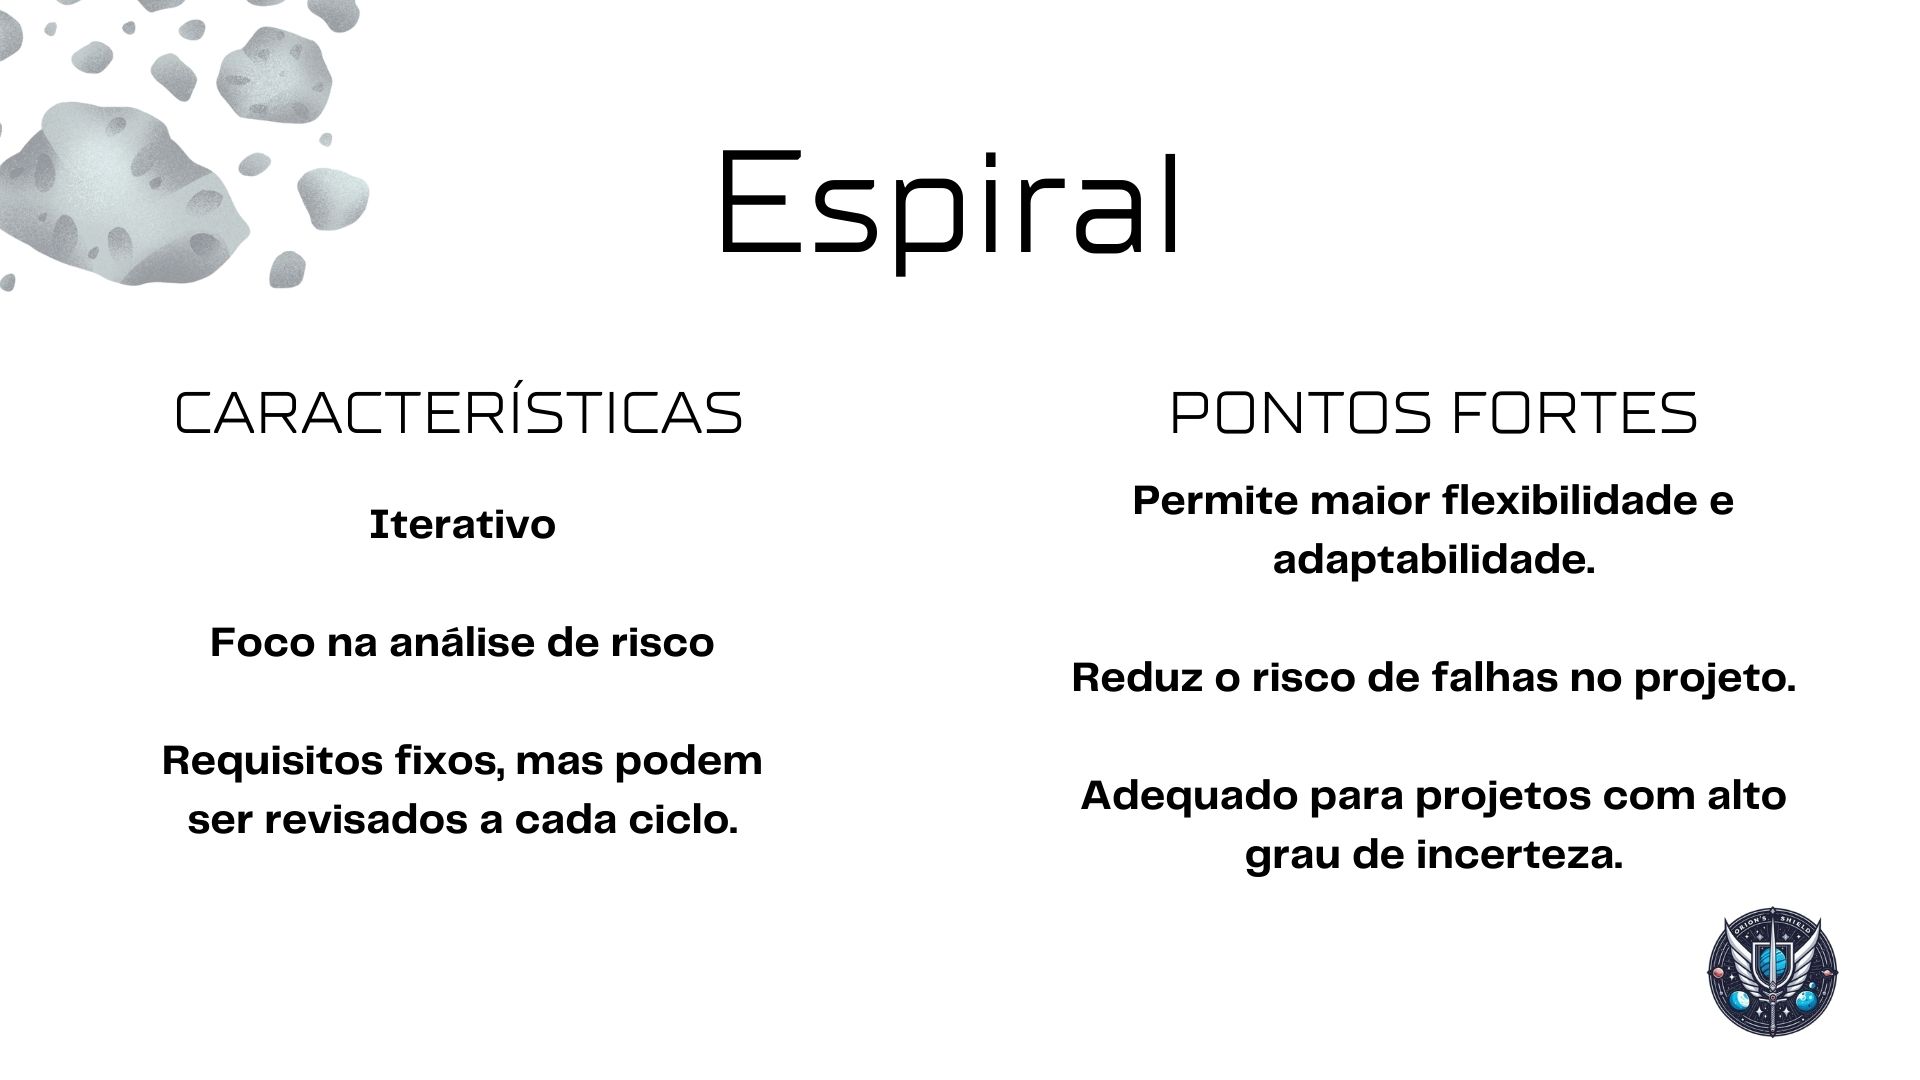 Espiral
CARACTERÍSTICAS
Iterativo
Foco na análise de risco
Requisitos fixos, mas podem
ser revisados a cada ciclo.
PONTOS FORTES
Permite maior flexibilidade e
adaptabilidade.
Reduz o risco de falhas no projeto.
Adequado para projetos com alto
grau de incerteza.
ORION'S SHIELD